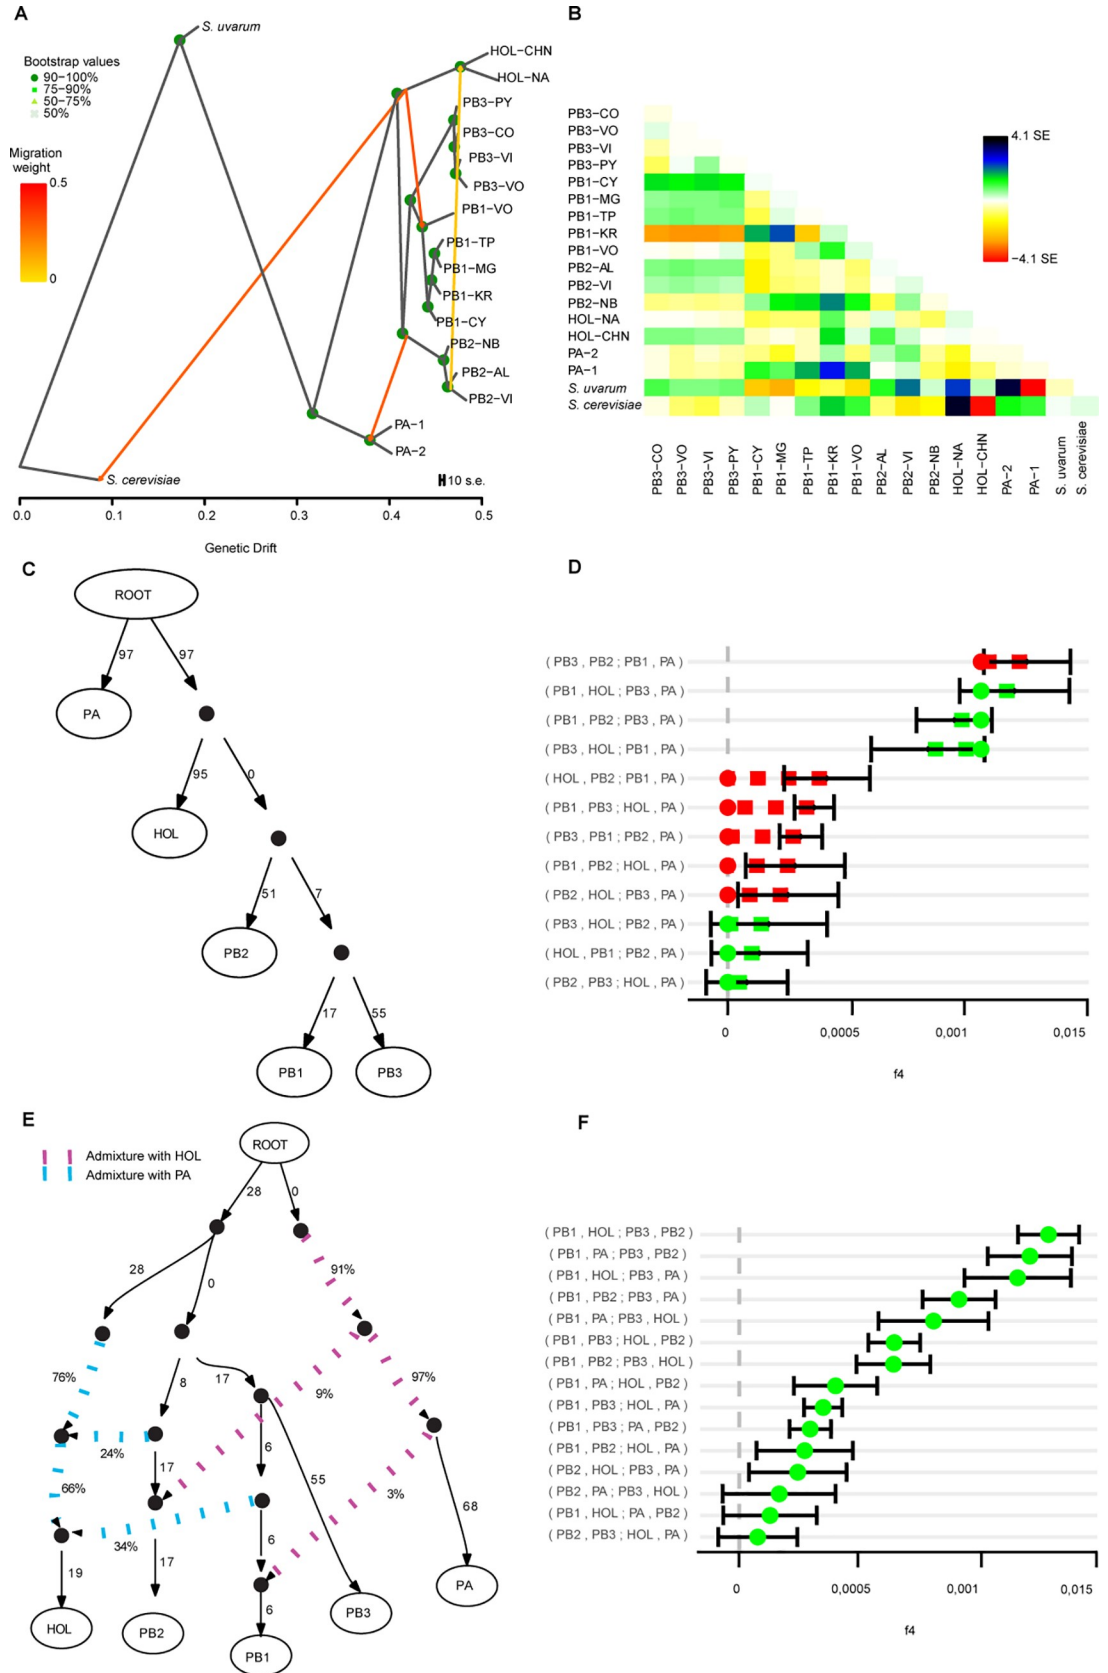 A
S. uvarum
Bootstrap values
90−100%
75−90%
50−75%
50%
Migration
weight
0.5
0
HOL−CHN
HOL−NA
PB3−PY
PB3−CO
PB3−VI
PB3−VO
PB1−VO
PB1−TP
PB1−MG
PB1−KR
PB1−CY
PB2−NB
PB2−AL
PB2−VI
PA−1
PA−2
S. cerevisiae
10 s.e.
0.0 0.1 0.2 0.3 0.4 0.5
Genetic Drift
B
PB3−CO
PB3−VO
PB3−VI
PB3−PY
PB1−CY
PB1−MG
PB1−TP
PB1−KR
PB1−VO
PB2−AL
PB2−VI
PB2−NB
HOL−NA
HOL−CHN
PA−2
PA−1
S. uvarum
S. cerevisiae
4.1 SE
−4.1 SE
PB3−CO
PB3−VO
PB3−VI
PB3−PY
PB1−CY
PB1−MG
PB1−TP
PB1−KR
PB1−VO
PB2−AL
PB2−VI
PB2−NB
HOL−NA
HOL−CHN
PA−2
PA−1
S. uvarum
S. cerevisiae
C
ROOT
97 97
PA
95 0
HOL
51 7
PB2
17 55
PB1 PB3
D
( PB3 , PB2 ; PB1 , PA )
( PB1 , HOL ; PB3 , PA )
( PB1 , PB2 ; PB3 , PA )
( PB3 , HOL ; PB1 , PA )
( HOL , PB2 ; PB1 , PA )
( PB1 , PB3 ; HOL , PA )
( PB3 , PB1 ; PB2 , PA )
( PB1 , PB2 ; HOL , PA )
( PB2 , HOL ; PB3 , PA )
( PB3 , HOL ; PB2 , PA )
( HOL , PB1 ; PB2 , PA )
( PB2 , PB3 ; HOL , PA )
0 0,0005 0,001 0,015
f4
E
Admixture with HOL
Admixture with PA
ROOT
28 0
28 0 91%
76% 8 17 9% 97%
24%
66% 17 6 55 3% 68
34%
19 17 6
6
HOL PB2 PB1 PB3 PA
F
( PB1 , HOL ; PB3 , PB2 )
( PB1 , PA ; PB3 , PB2 )
( PB1 , HOL ; PB3 , PA )
( PB1 , PB2 ; PB3 , PA )
( PB1 , PA ; PB3 , HOL )
( PB1 , PB3 ; HOL , PB2 )
( PB1 , PB2 ; PB3 , HOL )
( PB1 , PA ; HOL , PB2 )
( PB1 , PB3 ; HOL , PA )
( PB1 , PB3 ; PA , PB2 )
( PB1 , PB2 ; HOL , PA )
( PB2 , HOL ; PB3 , PA )
( PB2 , PA ; PB3 , HOL )
( PB1 , HOL ; PA , PB2 )
( PB2 , PB3 ; HOL , PA )
0 0,0005 0,001 0,015
f4